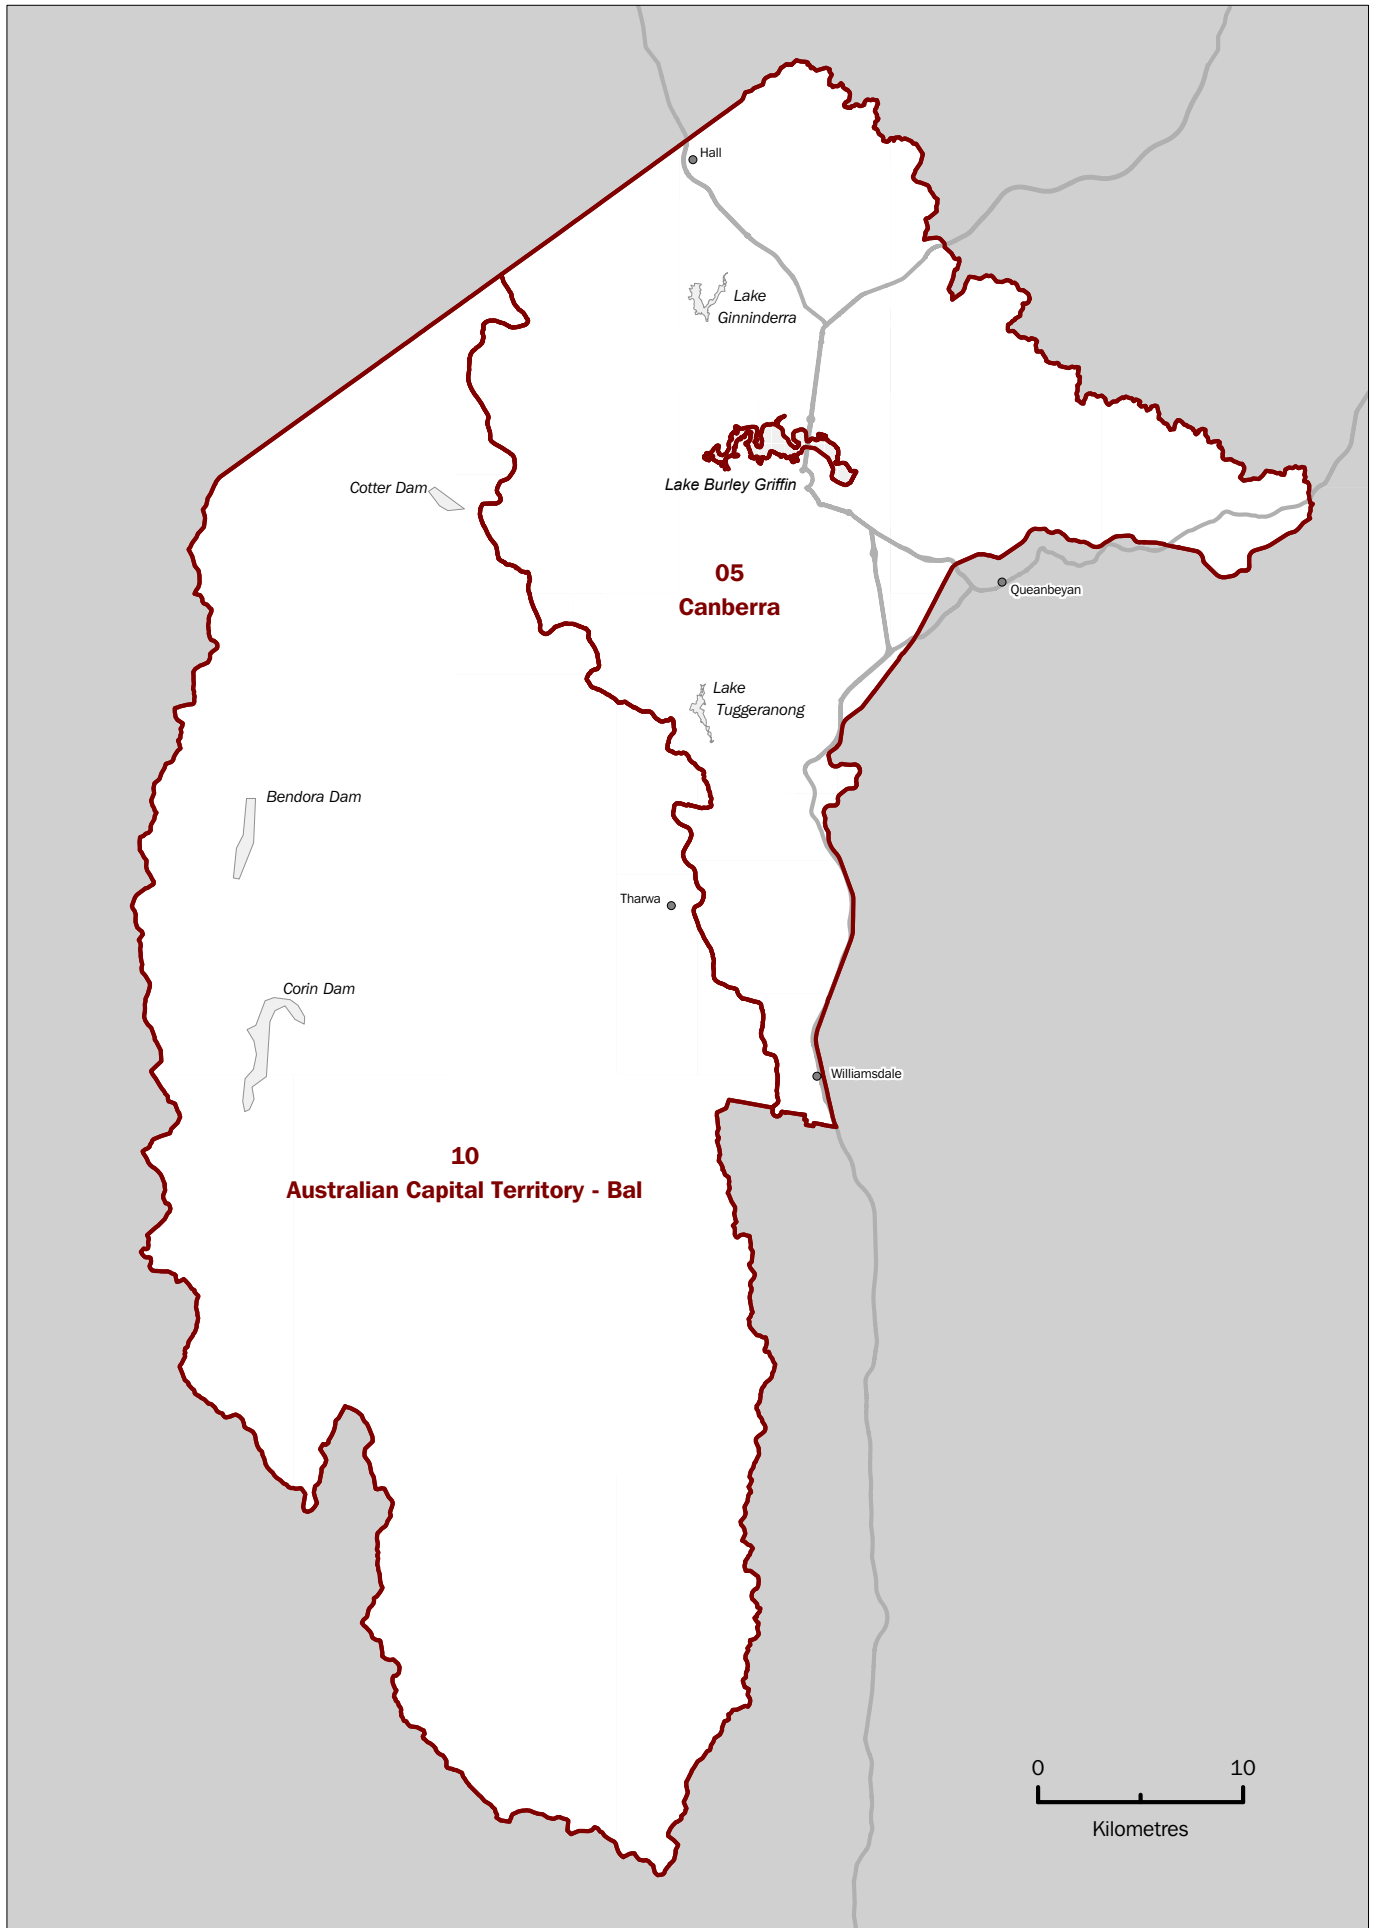 Hall
Lake
Ginninderra
Cotter Dam
Lake Burley Griffin
05
Canberra
Queanbeyan
Lake
Tuggeranong
Bendora Dam
Tharwa
Corin Dam
Williamsdale
10
Australian Capital Territory - Bal
0 10
Kilometres